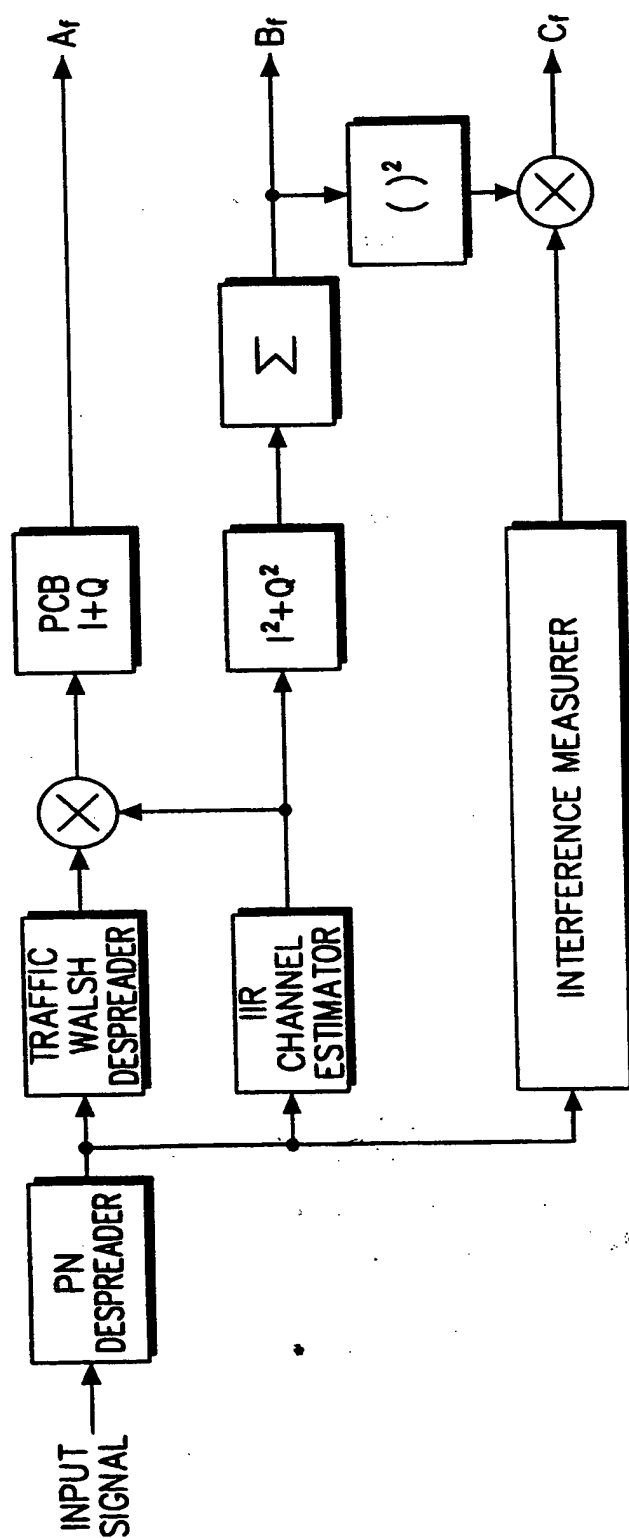 INPUT
SIGNAL
PN
DESPREADER
TRAFFIC
WALSH
DESPREADER
PCB
I+Q
Af
IIR
CHANNEL
ESTIMATOR
I²+Q²
Σ
Bf
( )²
INTERFERENCE MEASURER
Cf